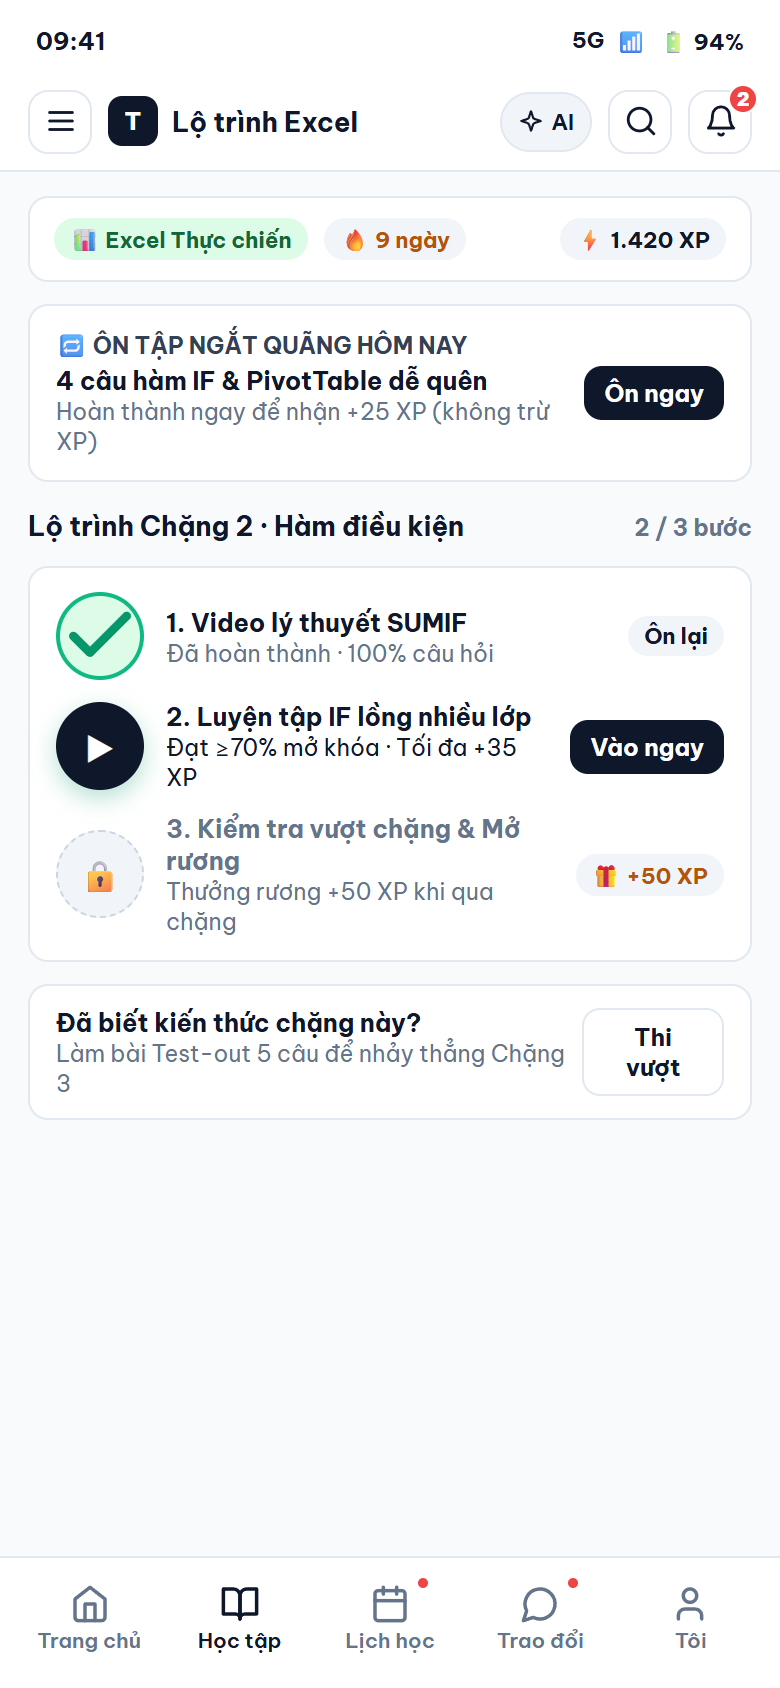 09:41
5G 94%
T Lộ trình Excel
AI
2
Excel Thực chiến
9 ngày
1.420 XP
ÔN TẬP NGẮT QUÃNG HÔM NAY
4 câu hàm IF & PivotTable dễ quên
Hoàn thành ngay để nhận +25 XP (không trừ
XP)
Ôn ngay
Lộ trình Chặng 2 · Hàm điều kiện
2 / 3 bước
1. Video lý thuyết SUMIF
Đã hoàn thành · 100% câu hỏi
Ôn lại
2. Luyện tập IF lồng nhiều lớp
Đạt ≥70% mở khóa · Tối đa +35
XP
Vào ngay
3. Kiểm tra vượt chặng & Mở
rương
Thưởng rương +50 XP khi qua
chặng
+50 XP
Đã biết kiến thức chặng này?
Làm bài Test-out 5 câu để nhảy thẳng Chặng
3
Thi
vượt
Trang chủ
Học tập
Lịch học
Trao đổi
Tôi